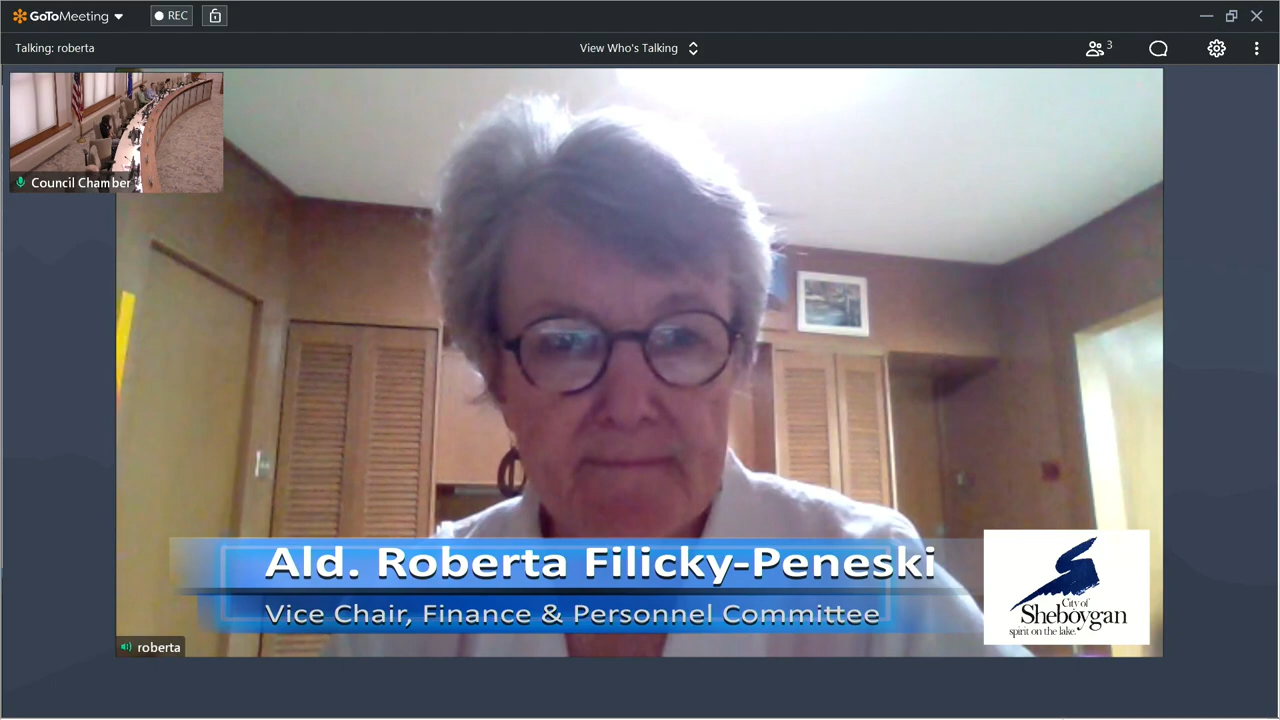 GoToMeeting
REC
Talking: roberta
View Who's Talking
3
Council Chamber
Ald. Roberta Filicky-Peneski
Vice Chair, Finance & Personnel Committee
City of
Sheboygan
spirit on the lake.
roberta